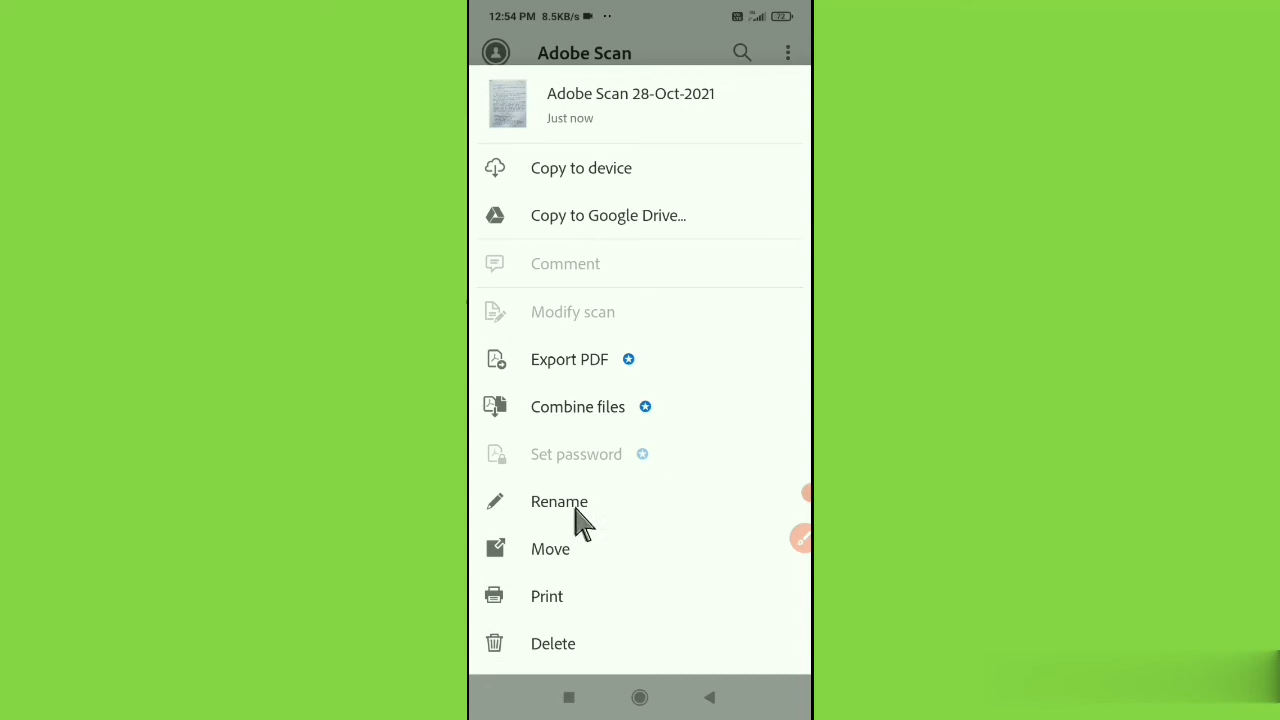 12:54 PM 8.5KB/s 72
Adobe Scan
Adobe Scan 28-Oct-2021
Just now
Copy to device
Copy to Google Drive...
Comment
Modify scan
Export PDF
Combine files
Set password
Rename
Move
Print
Delete